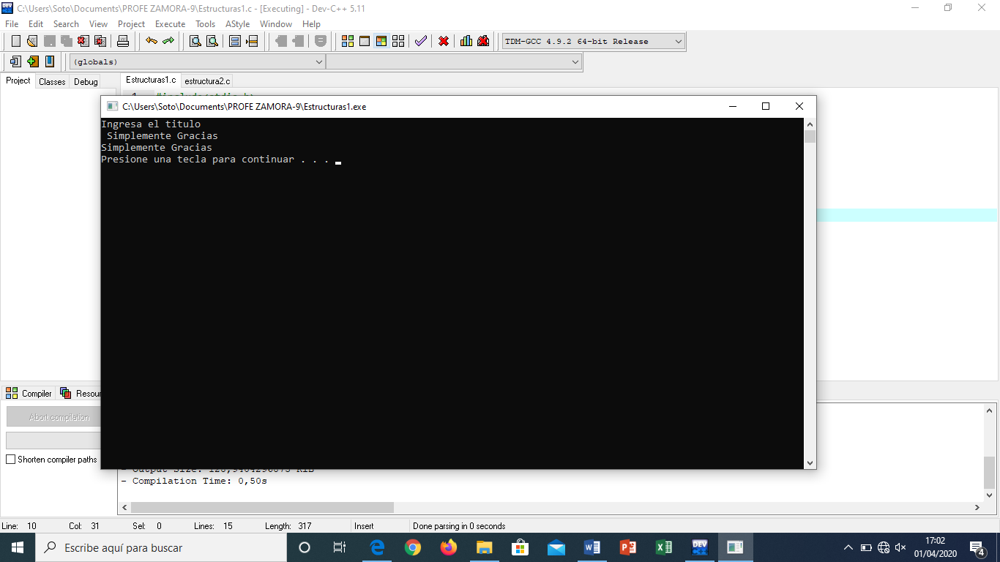 C:\Users\Soto\Documents\PROFE ZAMORA-9\Estructuras1.c - [Executing] - Dev-C++ 5.11
File Edit Search View Project Execute Tools AStyle Window Help
TDM-GCC 4.9.2 64-bit Release
(globals)
Project Classes Debug
Estructuras1.c estructura2.c
C:\Users\Soto\Documents\PROFE ZAMORA-9\Estructuras1.exe
Ingresa el titulo
Simplemente Gracias
Simplemente Gracias
Presione una tecla para continuar . . .
Compiler Resour
Abort compilation
Shorten compiler paths
- Compilation Time: 0,50s
Line: 10 Col: 31 Sel: 0 Lines: 15 Length: 317 Insert Done parsing in 0 seconds
Escribe aquí para buscar
17:02
01/04/2020
4